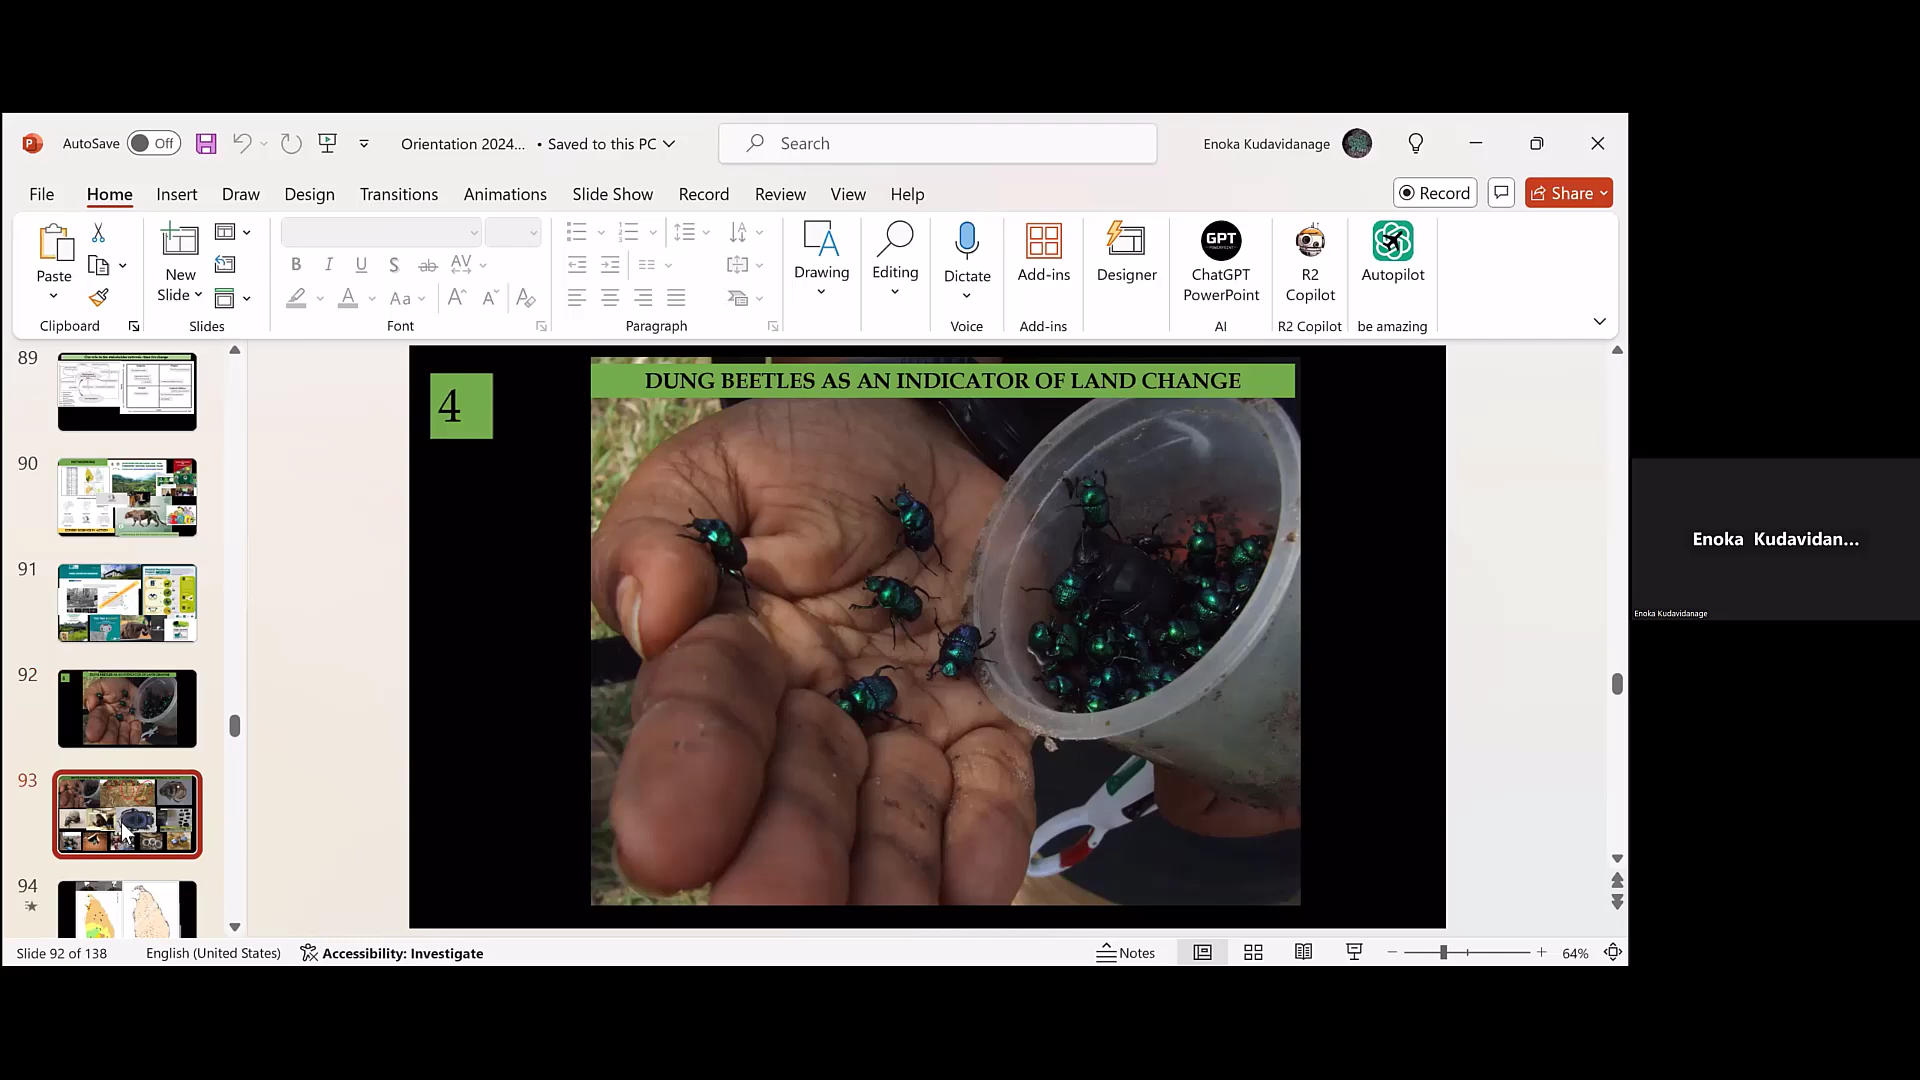 AutoSave Off Orientation 2024... • Saved to this PC Search Enoka Kudavidanage
File Home Insert Draw Design Transitions Animations Slide Show Record Review View Help Record Share
Paste
New
Slide
B I U S ab AV
A Aa A A A
Drawing
Editing
Dictate
Add-ins
Designer
GPT
ChatGPT
PowerPoint
R2
Copilot
Autopilot
Clipboard Slides Font Paragraph Voice Add-ins AI R2 Copilot be amazing
89
90
91
92
93
94
4
DUNG BEETLES AS AN INDICATOR OF LAND CHANGE
Enoka Kudavidan...
Enoka Kudavidanage
Slide 92 of 138 English (United States) Accessibility: Investigate Notes 64%